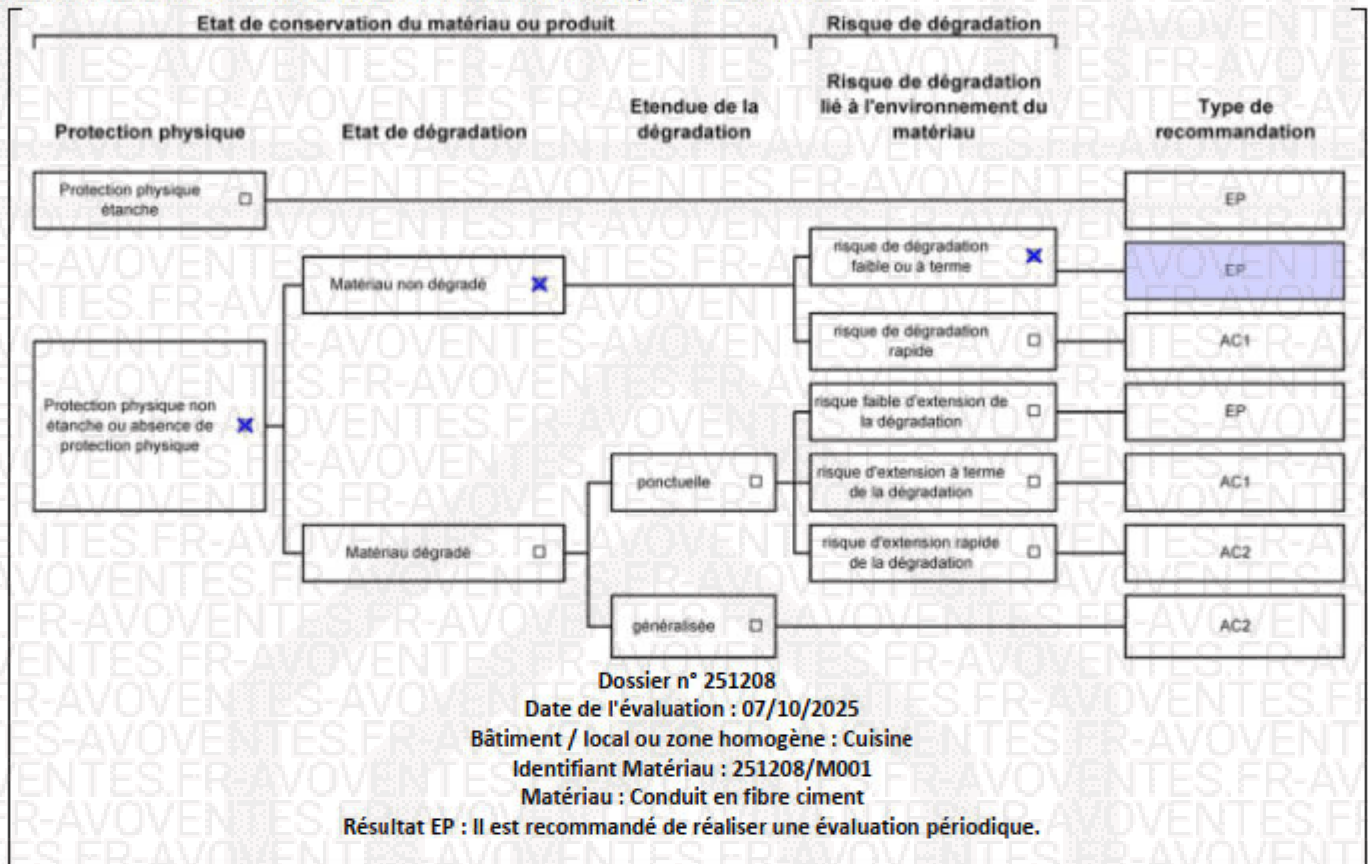 Etat de conservation du matériau ou produit
Risque de dégradation
Protection physique
Etat de dégradation
Etendue de la
dégradation
Risque de dégradation
lié à l'environnement du
matériau
Type de
recommandation
Protection physique
étanche
EP
risque de dégradation
faible ou à terme
EP
Matériau non dégradé
risque de dégradation
rapide
AC1
Protection physique non
étanche ou absence de
protection physique
risque faible d'extension de
la dégradation
EP
ponctuelle
risque d'extension à terme
de la dégradation
AC1
Matériau dégradé
risque d'extension rapide
de la dégradation
AC2
généralisée
AC2
Dossier n° 251208
Date de l'évaluation : 07/10/2025
Bâtiment / local ou zone homogène : Cuisine
Identifiant Matériau : 251208/M001
Matériau : Conduit en fibre ciment
Résultat EP : Il est recommandé de réaliser une évaluation périodique.